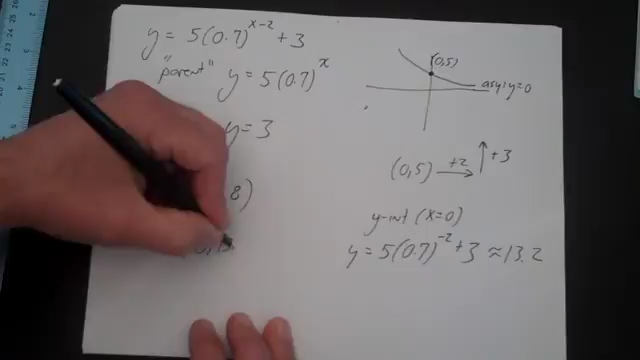 y = 5(0.7)^{x-2} + 3
"parent" y = 5(0.7)^x
(0,5)
asy: y=0
y = 3
(0,5) +2 → ↑ +3
8)
y-int (x=0)
y = 5(0.7)^{-2} + 3 ≈ 13.2